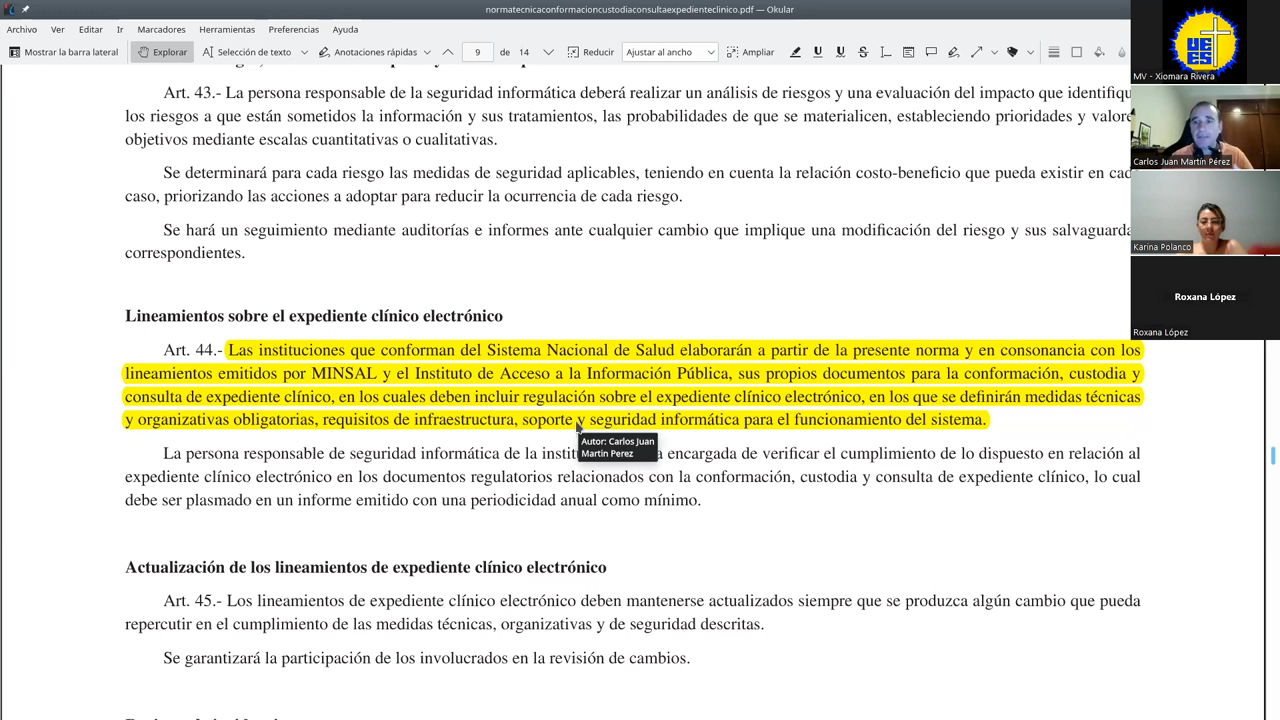 normatecnicaconformacioncustodiaconsultaexpedienteclinico.pdf — Okular
Archivo Ver Editar Ir Marcadores Herramientas Preferencias Ayuda
Mostrar la barra lateral Explorar Selección de texto Anotaciones rápidas 9 de 14 Reducir Ajustar al ancho Ampliar
Art. 43.- La persona responsable de la seguridad informática deberá realizar un análisis de riesgos y una evaluación del impacto que identifiqu
los riesgos a que están sometidos la información y sus tratamientos, las probabilidades de que se materialicen, estableciendo prioridades y valore
objetivos mediante escalas cuantitativas o cualitativas.
Se determinará para cada riesgo las medidas de seguridad aplicables, teniendo en cuenta la relación costo-beneficio que pueda existir en cad
caso, priorizando las acciones a adoptar para reducir la ocurrencia de cada riesgo.
Se hará un seguimiento mediante auditorías e informes ante cualquier cambio que implique una modificación del riesgo y sus salvaguarda
correspondientes.
Lineamientos sobre el expediente clínico electrónico
Art. 44.- Las instituciones que conforman del Sistema Nacional de Salud elaborarán a partir de la presente norma y en consonancia con los
lineamientos emitidos por MINSAL y el Instituto de Acceso a la Información Pública, sus propios documentos para la conformación, custodia y
consulta de expediente clínico, en los cuales deben incluir regulación sobre el expediente clínico electrónico, en los que se definirán medidas técnicas
y organizativas obligatorias, requisitos de infraestructura, soporte y seguridad informática para el funcionamiento del sistema.
Autor: Carlos Juan
Martin Perez
La persona responsable de seguridad informática de la instit a encargada de verificar el cumplimiento de lo dispuesto en relación al
expediente clínico electrónico en los documentos regulatorios relacionados con la conformación, custodia y consulta de expediente clínico, lo cual
debe ser plasmado en un informe emitido con una periodicidad anual como mínimo.
Actualización de los lineamientos de expediente clínico electrónico
Art. 45.- Los lineamientos de expediente clínico electrónico deben mantenerse actualizados siempre que se produzca algún cambio que pueda
repercutir en el cumplimiento de las medidas técnicas, organizativas y de seguridad descritas.
Se garantizará la participación de los involucrados en la revisión de cambios.
UEES
MV - Xiomara Rivera
Carlos Juan Martín Pérez
Karina Polanco
Roxana López
Roxana López